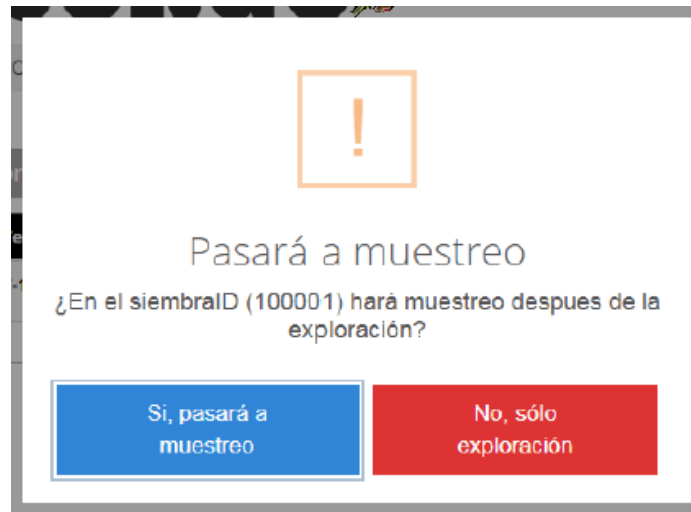 !
Pasará a muestreo
¿En el siembraID (100001) hará muestreo despues de la
exploración?
Si, pasará a
muestreo
No, sólo
exploración